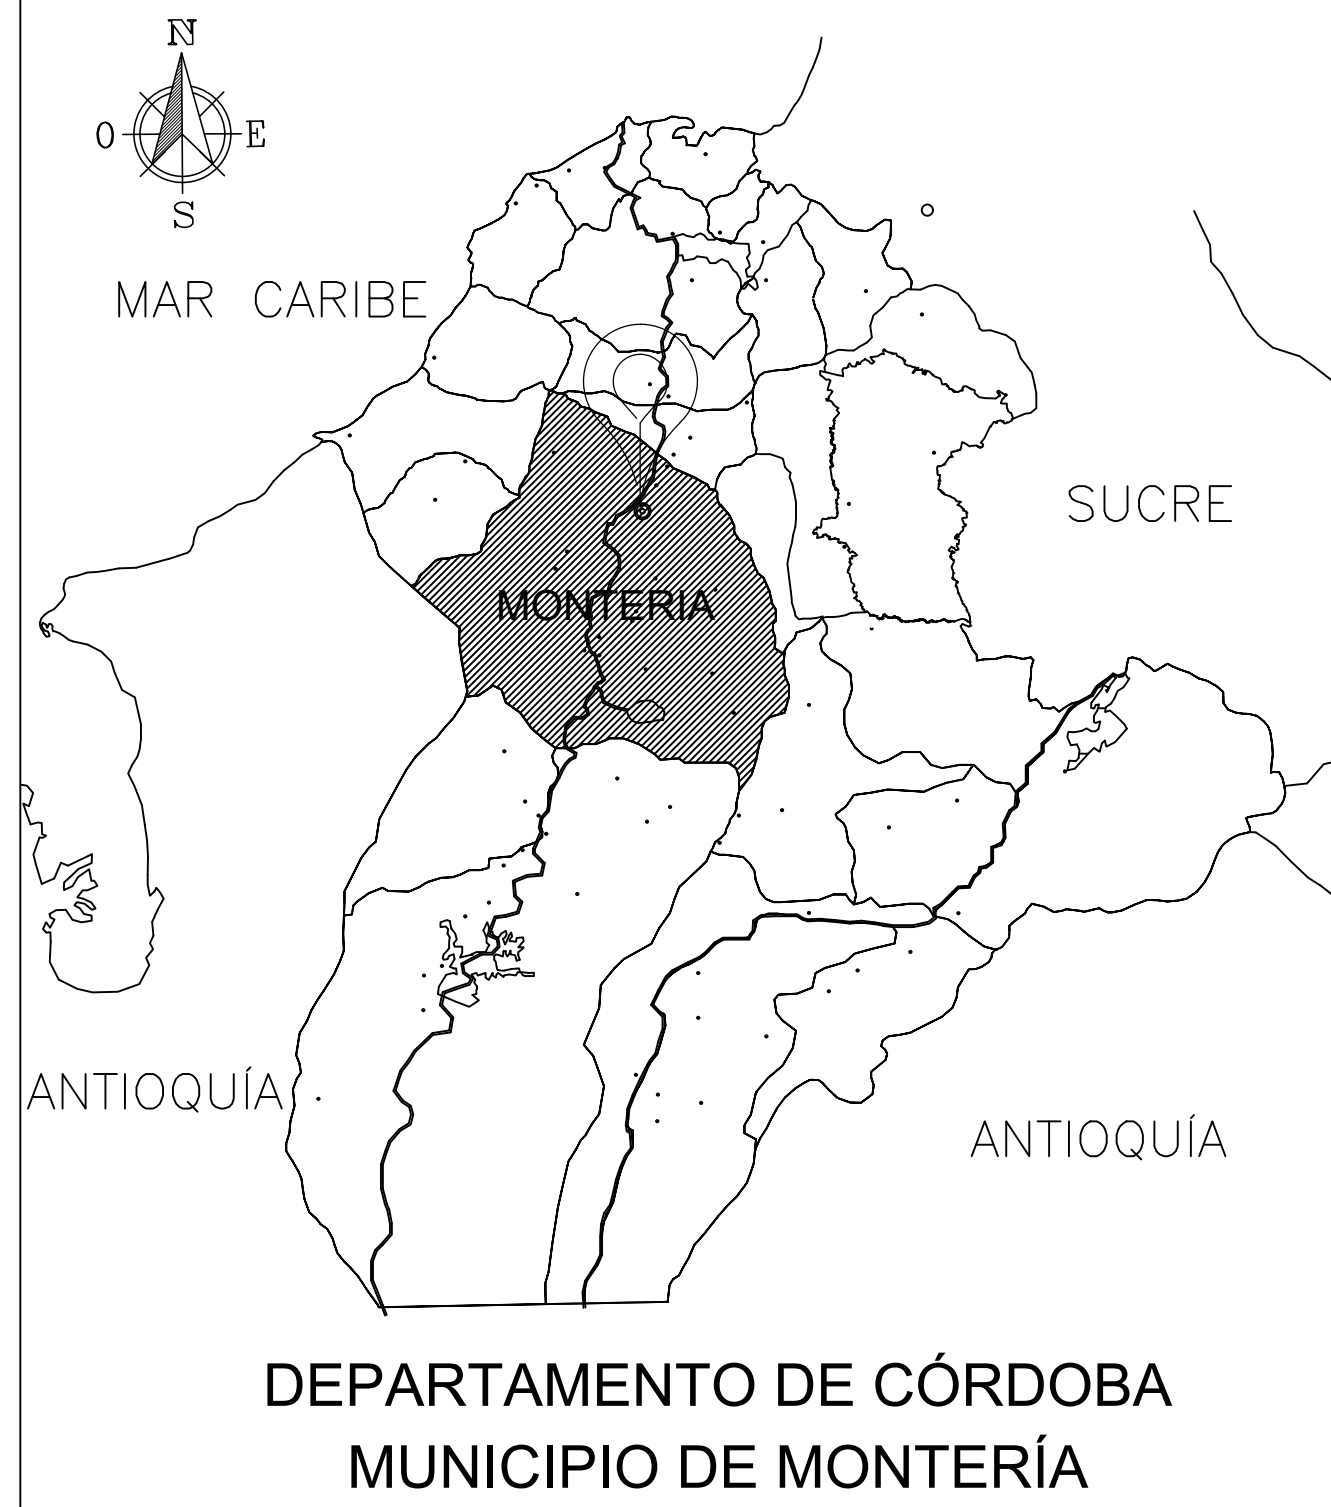 N
O E
S
MAR CARIBE
SUCRE
MONTERIA
ANTIOQUÍA
ANTIOQUÍA
DEPARTAMENTO DE CÓRDOBA
MUNICIPIO DE MONTERÍA